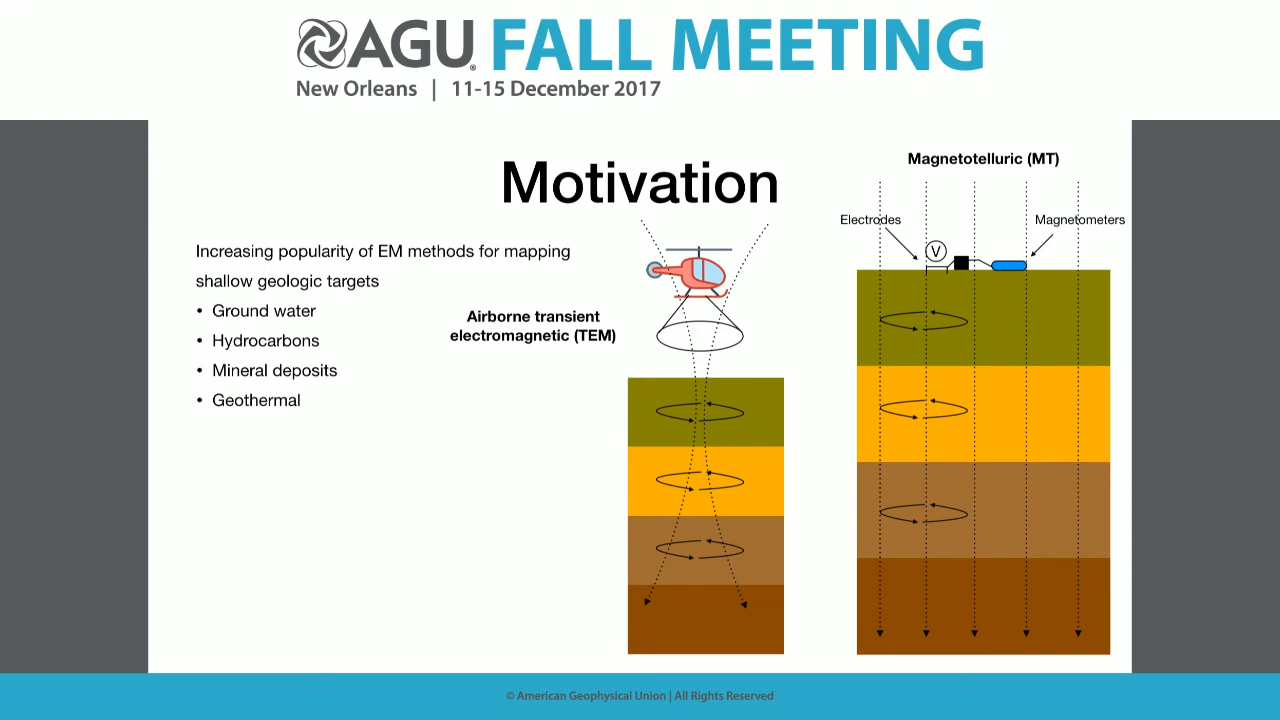 AGU FALL MEETING
New Orleans | 11-15 December 2017
Motivation
Increasing popularity of EM methods for mapping
shallow geologic targets
• Ground water
• Hydrocarbons
• Mineral deposits
• Geothermal
Airborne transient
electromagnetic (TEM)
Magnetotelluric (MT)
Electrodes
Magnetometers
V
© American Geophysical Union | All Rights Reserved